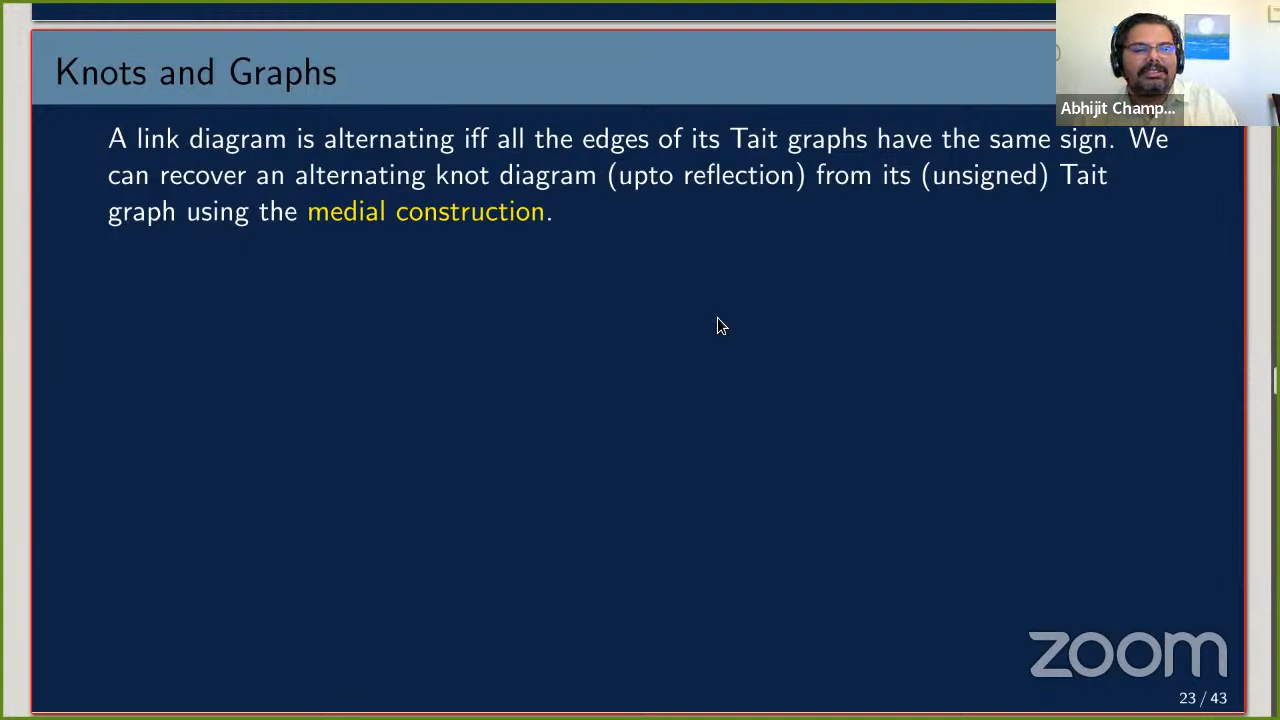 Knots and Graphs
Abhijit Champ...
A link diagram is alternating iff all the edges of its Tait graphs have the same sign. We
can recover an alternating knot diagram (upto reflection) from its (unsigned) Tait
graph using the medial construction.
zoom
23 / 43